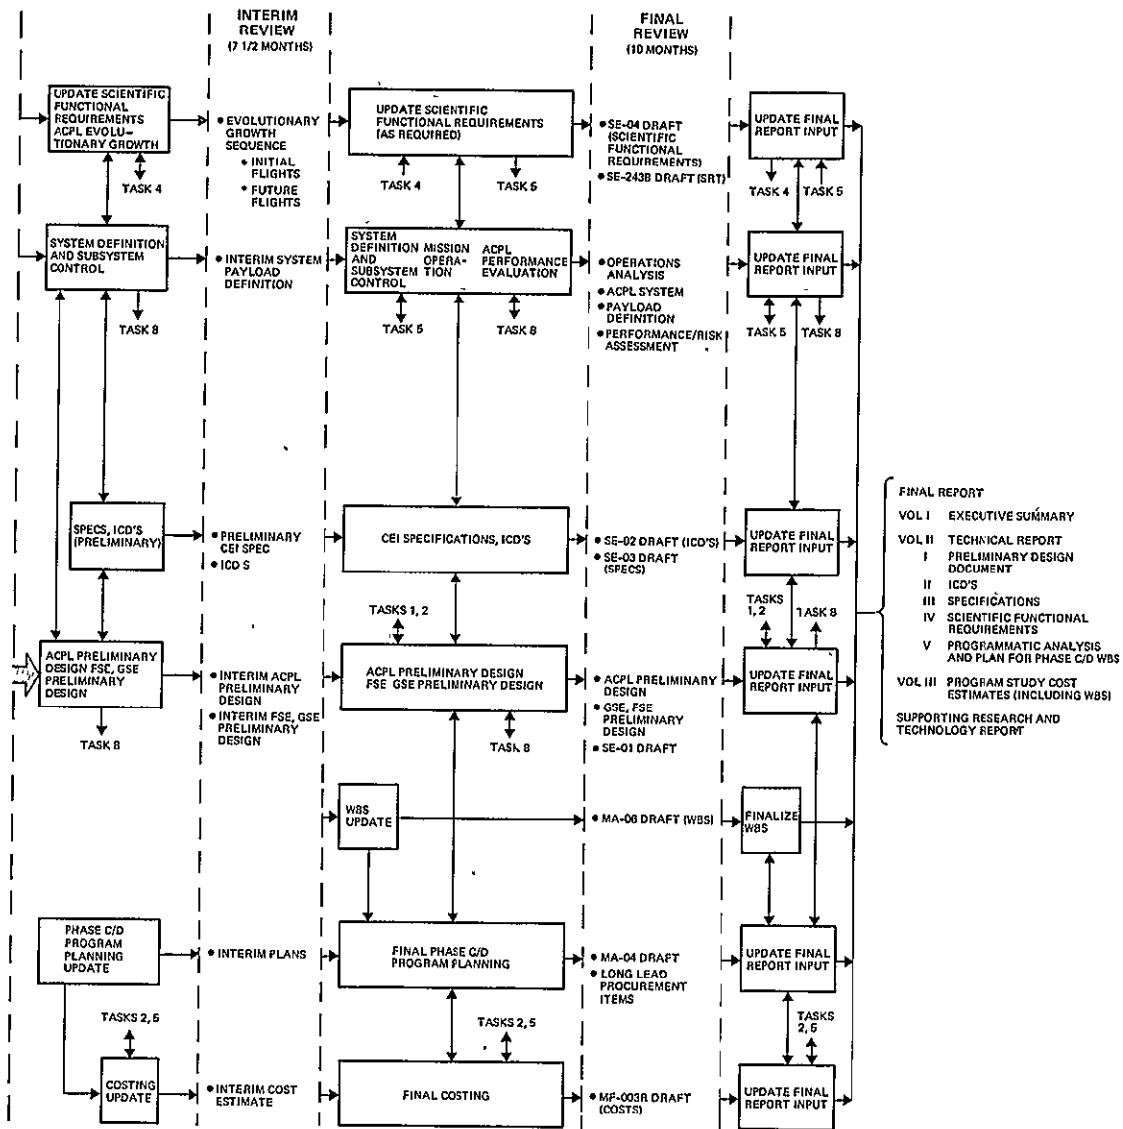 INTERIM
REVIEW
(7 1/2 MONTHS)
FINAL
REVIEW
(10 MONTHS)
UPDATE SCIENTIFIC
FUNCTIONAL
REQUIREMENTS
ACPL EVOLU-
TIONARY GROWTH
TASK 4
• EVOLUTIONARY
GROWTH
SEQUENCE
• INITIAL
FLIGHTS
• FUTURE
FLIGHTS
UPDATE SCIENTIFIC
FUNCTIONAL REQUIREMENTS
(AS REQUIRED)
TASK 4
TASK 5
• SE-04 DRAFT
(SCIENTIFIC
FUNCTIONAL
REQUIREMENTS)
• SE-243B DRAFT (SRT)
UPDATE FINAL
REPORT INPUT
TASK 4
TASK 5
SYSTEM DEFINITION
AND SUBSYSTEM
CONTROL
TASK 8
• INTERIM SYSTEM
PAYLOAD
DEFINITION
SYSTEM
DEFINITION
AND
SUBSYSTEM
CONTROL
MISSION
OPERA-
TION
ACPL
PERFORMANCE
EVALUATION
TASK 5
TASK 8
• OPERATIONS
ANALYSIS
• ACPL SYSTEM
• PAYLOAD
DEFINITION
• PERFORMANCE/RISK
ASSESSMENT
UPDATE FINAL
REPORT INPUT
TASK 5
TASK 8
SPECS, ICD'S
(PRELIMINARY)
• PRELIMINARY
CEI SPEC
• ICD S
CEI SPECIFICATIONS, ICD'S
• SE-02 DRAFT (ICD'S)
• SE-03 DRAFT
(SPECS)
UPDATE FINAL
REPORT INPUT
ACPL PRELIMINARY
DESIGN FSE, GSE
PRELIMINARY
DESIGN
TASK 8
• INTERIM ACPL
PRELIMINARY
DESIGN
• INTERIM FSE, GSE
PRELIMINARY
DESIGN
TASKS 1, 2
ACPL PRELIMINARY DESIGN
FSE GSE PRELIMINARY DESIGN
TASK 8
• ACPL PRELIMINARY
DESIGN
• GSE, FSE
PRELIMINARY
DESIGN
• SE-01 DRAFT
TASKS
1, 2
TASK 8
UPDATE FINAL
REPORT INPUT
WBS
UPDATE
• MA-06 DRAFT (WBS)
FINALIZE
WBS
PHASE C/D
PROGRAM
PLANNING
UPDATE
• INTERIM PLANS
FINAL PHASE C/D
PROGRAM PLANNING
• MA-04 DRAFT
• LONG LEAD
PROCUREMENT
ITEMS
UPDATE FINAL
REPORT INPUT
TASKS 2, 5
COSTING
UPDATE
• INTERIM COST
ESTIMATE
TASKS 2, 5
FINAL COSTING
• MF-003R DRAFT
(COSTS)
TASKS
2, 5
UPDATE FINAL
REPORT INPUT
FINAL REPORT
VOL I EXECUTIVE SUMMARY
VOL II TECHNICAL REPORT
I PRELIMINARY DESIGN
DOCUMENT
II ICD'S
III SPECIFICATIONS
IV SCIENTIFIC FUNCTIONAL
REQUIREMENTS
V PROGRAMMATIC ANALYSIS
AND PLAN FOR PHASE C/D WBS
VOL III PROGRAM STUDY COST
ESTIMATES (INCLUDING WBS)
SUPPORTING RESEARCH AND
TECHNOLOGY REPORT